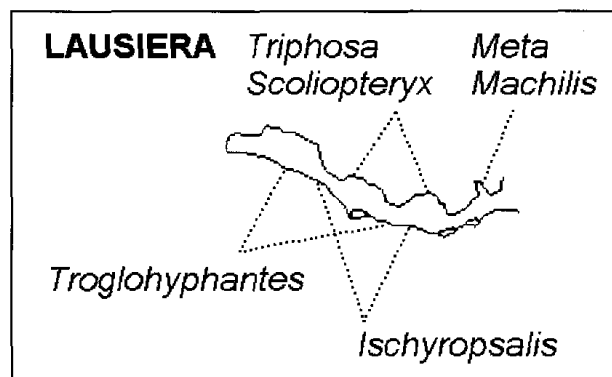 LAUSIERA Triphosa Meta
Scoliopteryx Machilis
Troglohyphantes
Ischyropsalis